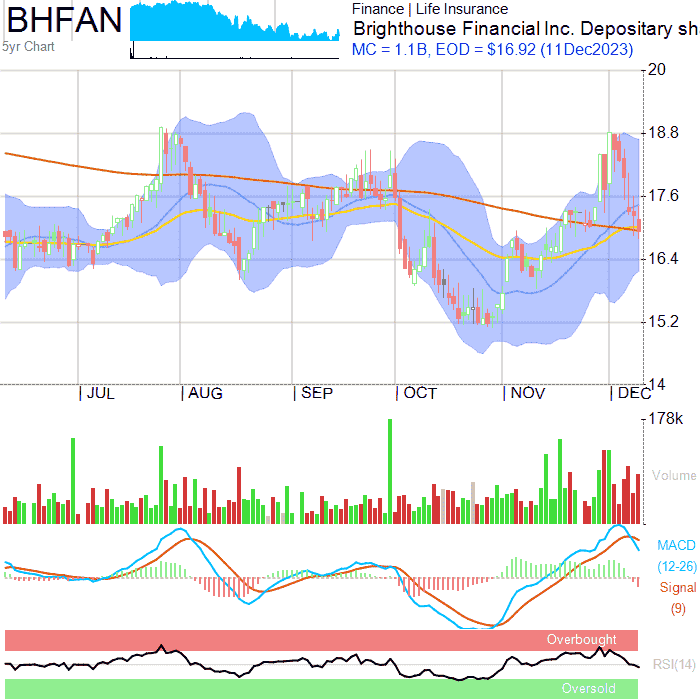 BHFAN
5yr Chart
Finance | Life Insurance
Brighthouse Financial Inc. Depositary sh
MC = 1.1B, EOD = $16.92 (11Dec2023)
20
18.8
17.6
16.4
15.2
14
JUL
AUG
SEP
OCT
NOV
DEC
178k
Volume
MACD
(12-26)
Signal
(9)
Overbought
RSI(14)
Oversold